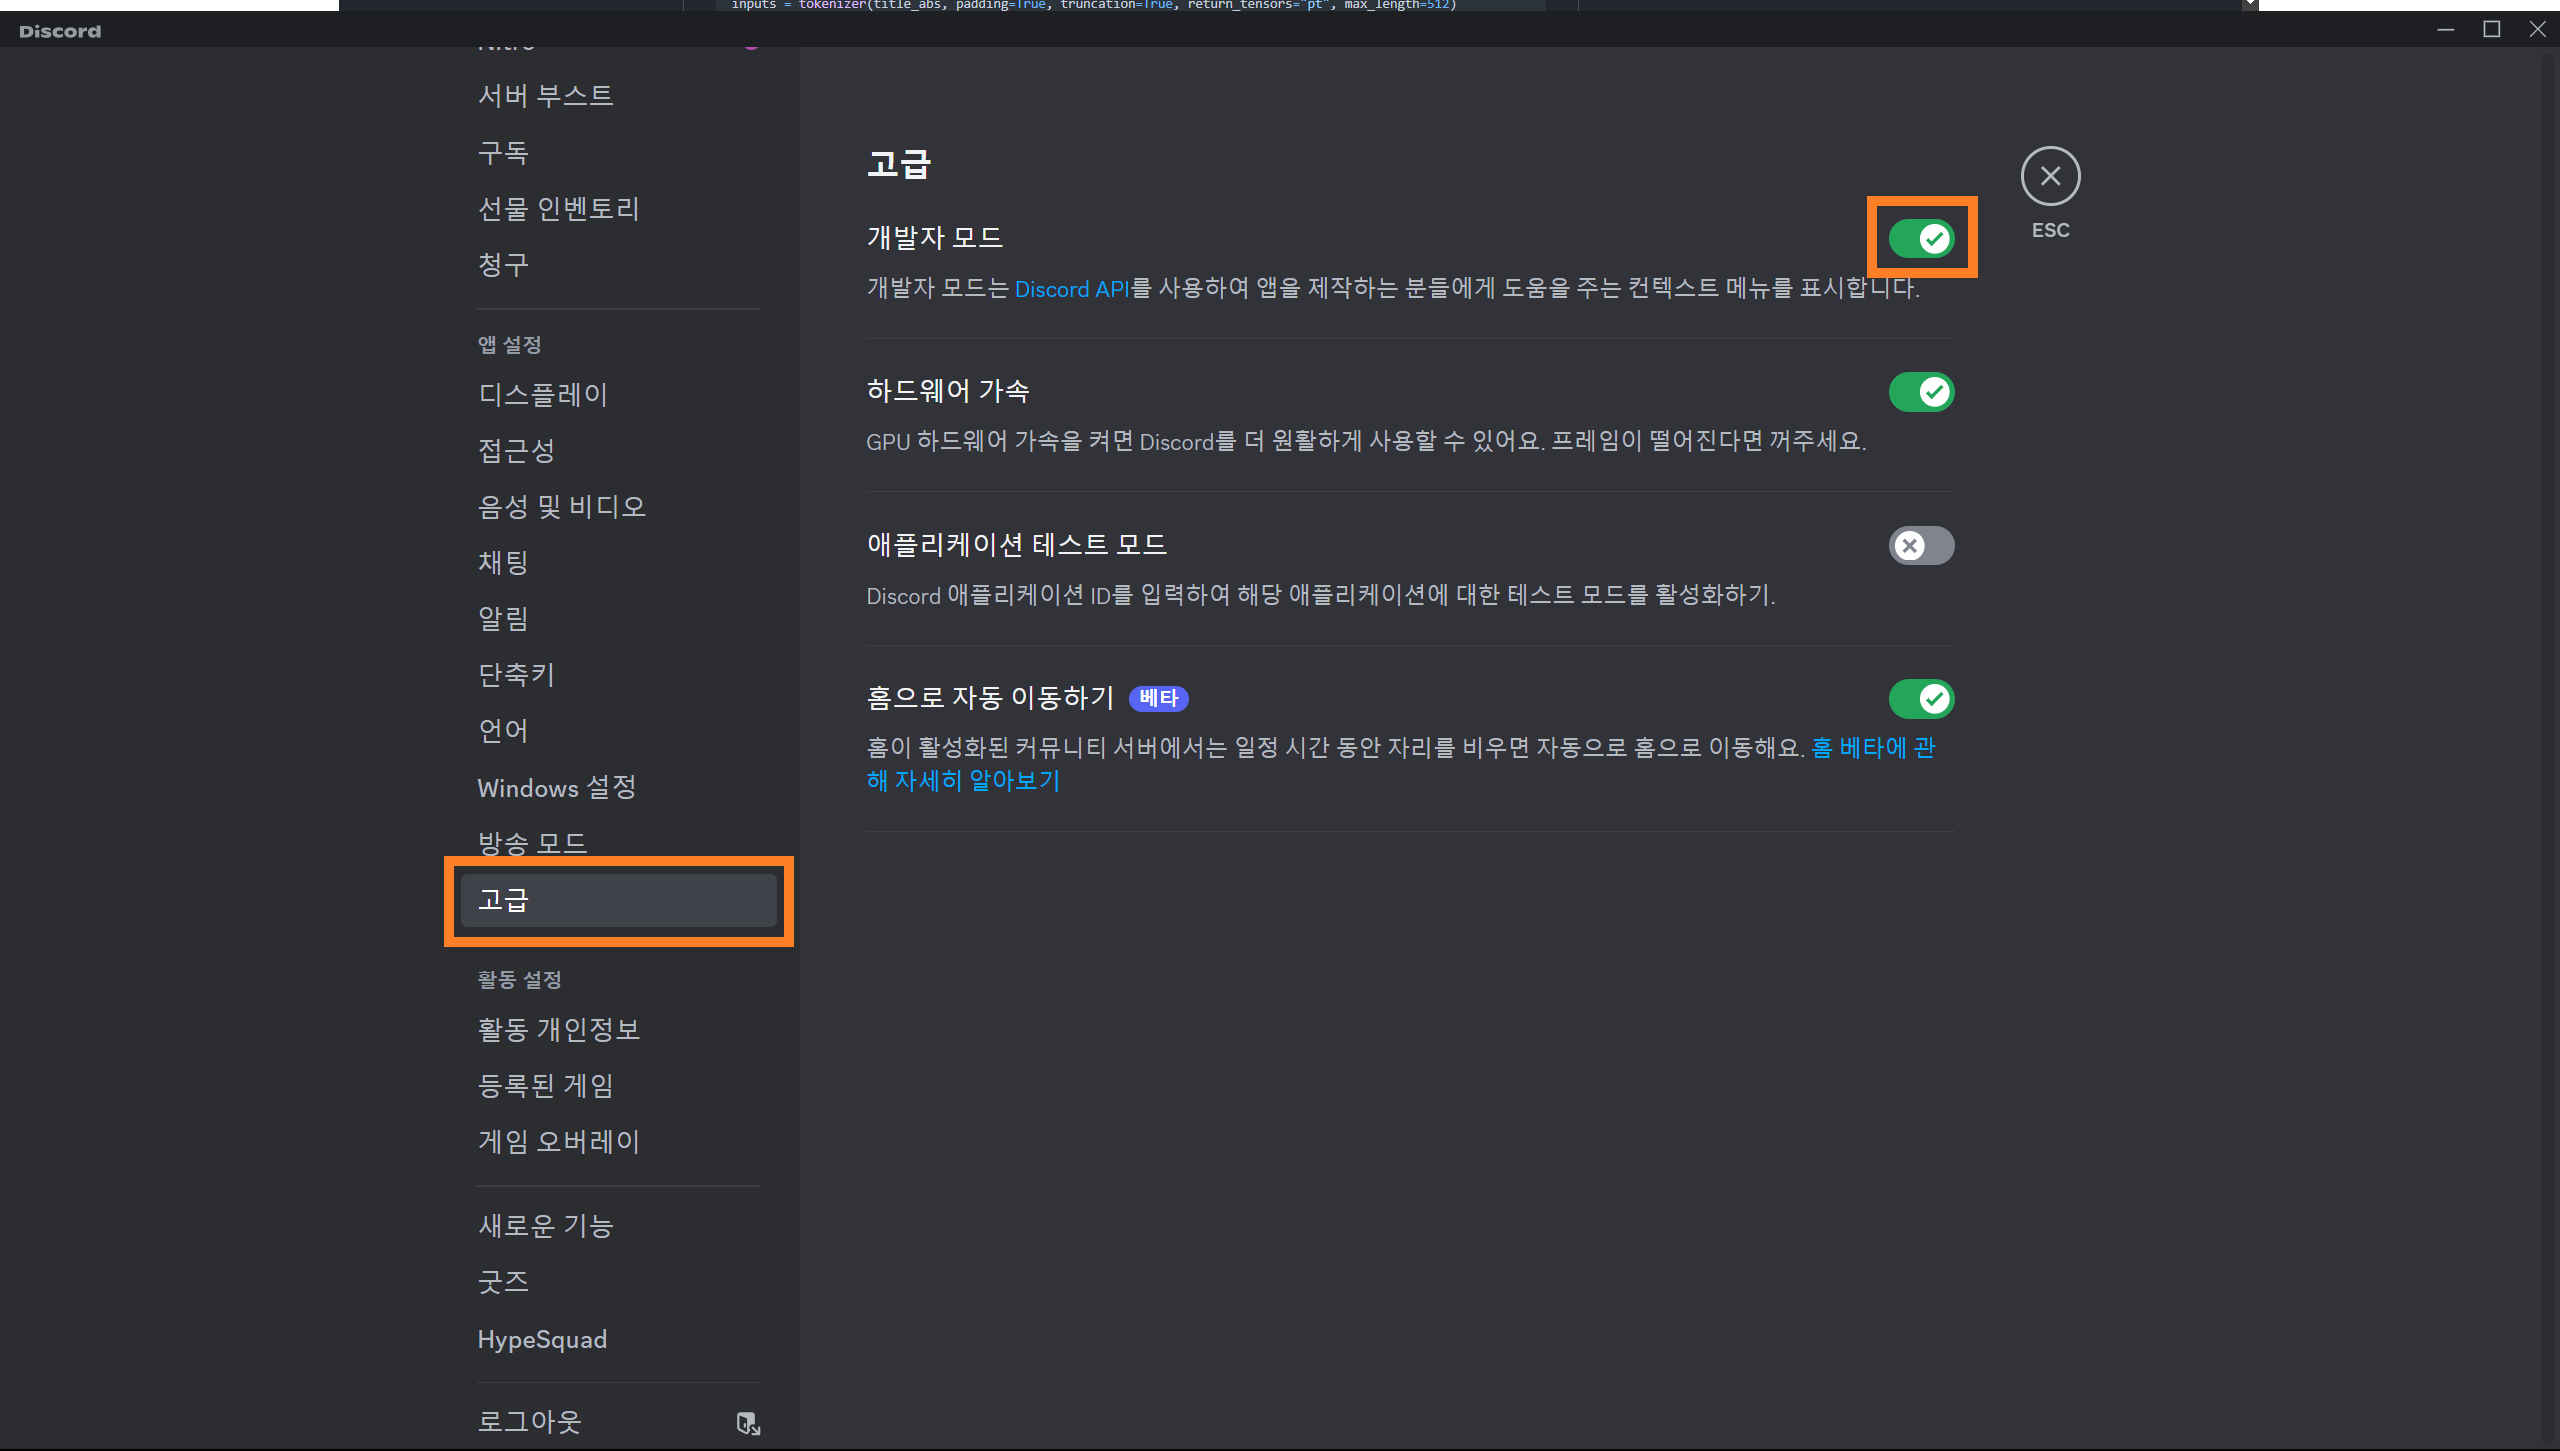 inputs = tokenizer(title_abs, padding=True, truncation=True, return_tensors="pt", max_length=512)
Discord
Nitro
서버 부스트
구독
선물 인벤토리
청구
앱 설정
디스플레이
접근성
음성 및 비디오
채팅
알림
단축키
언어
Windows 설정
방송 모드
고급
활동 설정
활동 개인정보
등록된 게임
게임 오버레이
새로운 기능
굿즈
HypeSquad
로그아웃
고급
개발자 모드
개발자 모드는 Discord API를 사용하여 앱을 제작하는 분들에게 도움을 주는 컨텍스트 메뉴를 표시합니다.
하드웨어 가속
GPU 하드웨어 가속을 켜면 Discord를 더 원활하게 사용할 수 있어요. 프레임이 떨어진다면 꺼주세요.
애플리케이션 테스트 모드
Discord 애플리케이션 ID를 입력하여 해당 애플리케이션에 대한 테스트 모드를 활성화하기.
홈으로 자동 이동하기 베타
홈이 활성화된 커뮤니티 서버에서는 일정 시간 동안 자리를 비우면 자동으로 홈으로 이동해요. 홈 베타에 관
해 자세히 알아보기
ESC